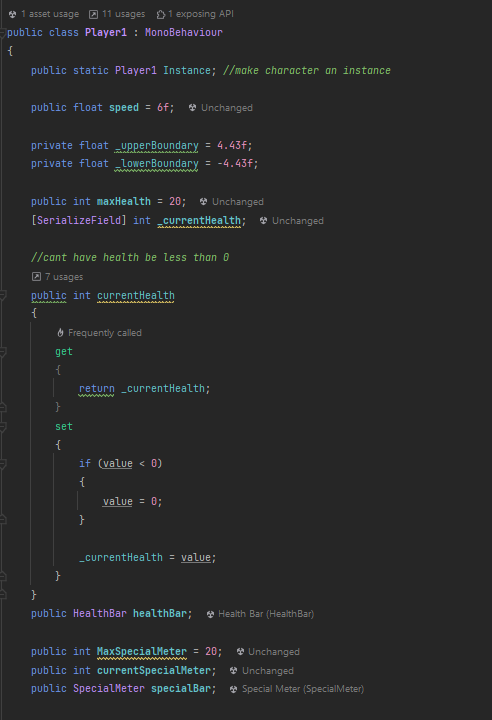 1 asset usage 11 usages 1 exposing API
public class Player1 : MonoBehaviour
{
public static Player1 Instance; //make character an instance
public float speed = 6f; Unchanged
private float _upperBoundary = 4.43f;
private float _lowerBoundary = -4.43f;
public int maxHealth = 20; Unchanged
[SerializeField] int _currentHealth; Unchanged
//cant have health be less than 0
7 usages
public int currentHealth
{
Frequently called
get
{
return _currentHealth;
}
set
{
if (value < 0)
{
value = 0;
}
_currentHealth = value;
}
}
public HealthBar healthBar; Health Bar (HealthBar)
public int MaxSpecialMeter = 20; Unchanged
public int currentSpecialMeter; Unchanged
public SpecialMeter specialBar; Special Meter (SpecialMeter)